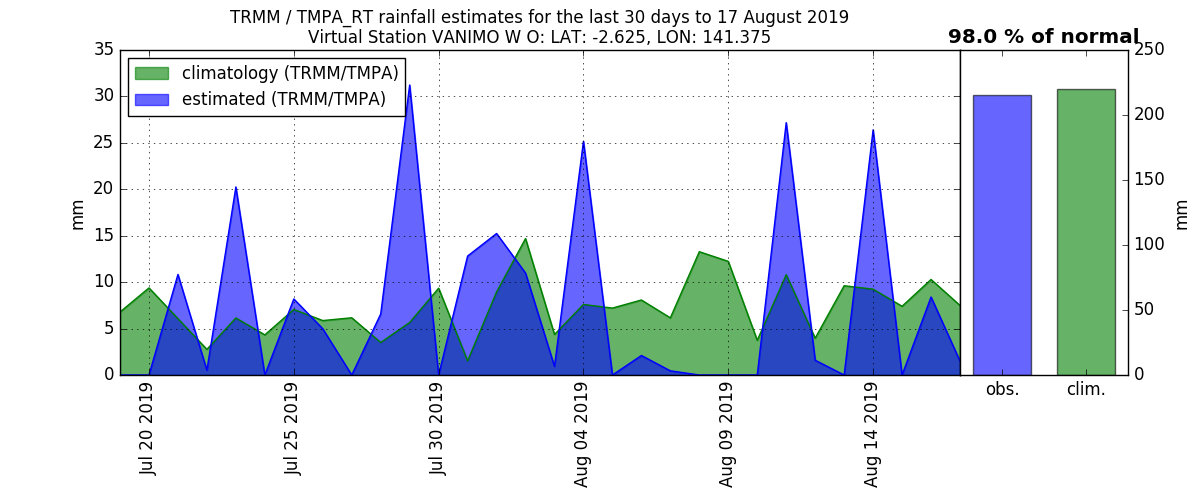 TRMM / TMPA_RT rainfall estimates for the last 30 days to 17 August 2019
Virtual Station VANIMO W O: LAT: -2.625, LON: 141.375
98.0 % of normal
climatology (TRMM/TMPA)
estimated (TRMM/TMPA)
mm
35
30
25
20
15
10
5
0
Jul 20 2019
Jul 25 2019
Jul 30 2019
Aug 04 2019
Aug 09 2019
Aug 14 2019
obs.
clim.
250
200
150
100
50
0
mm